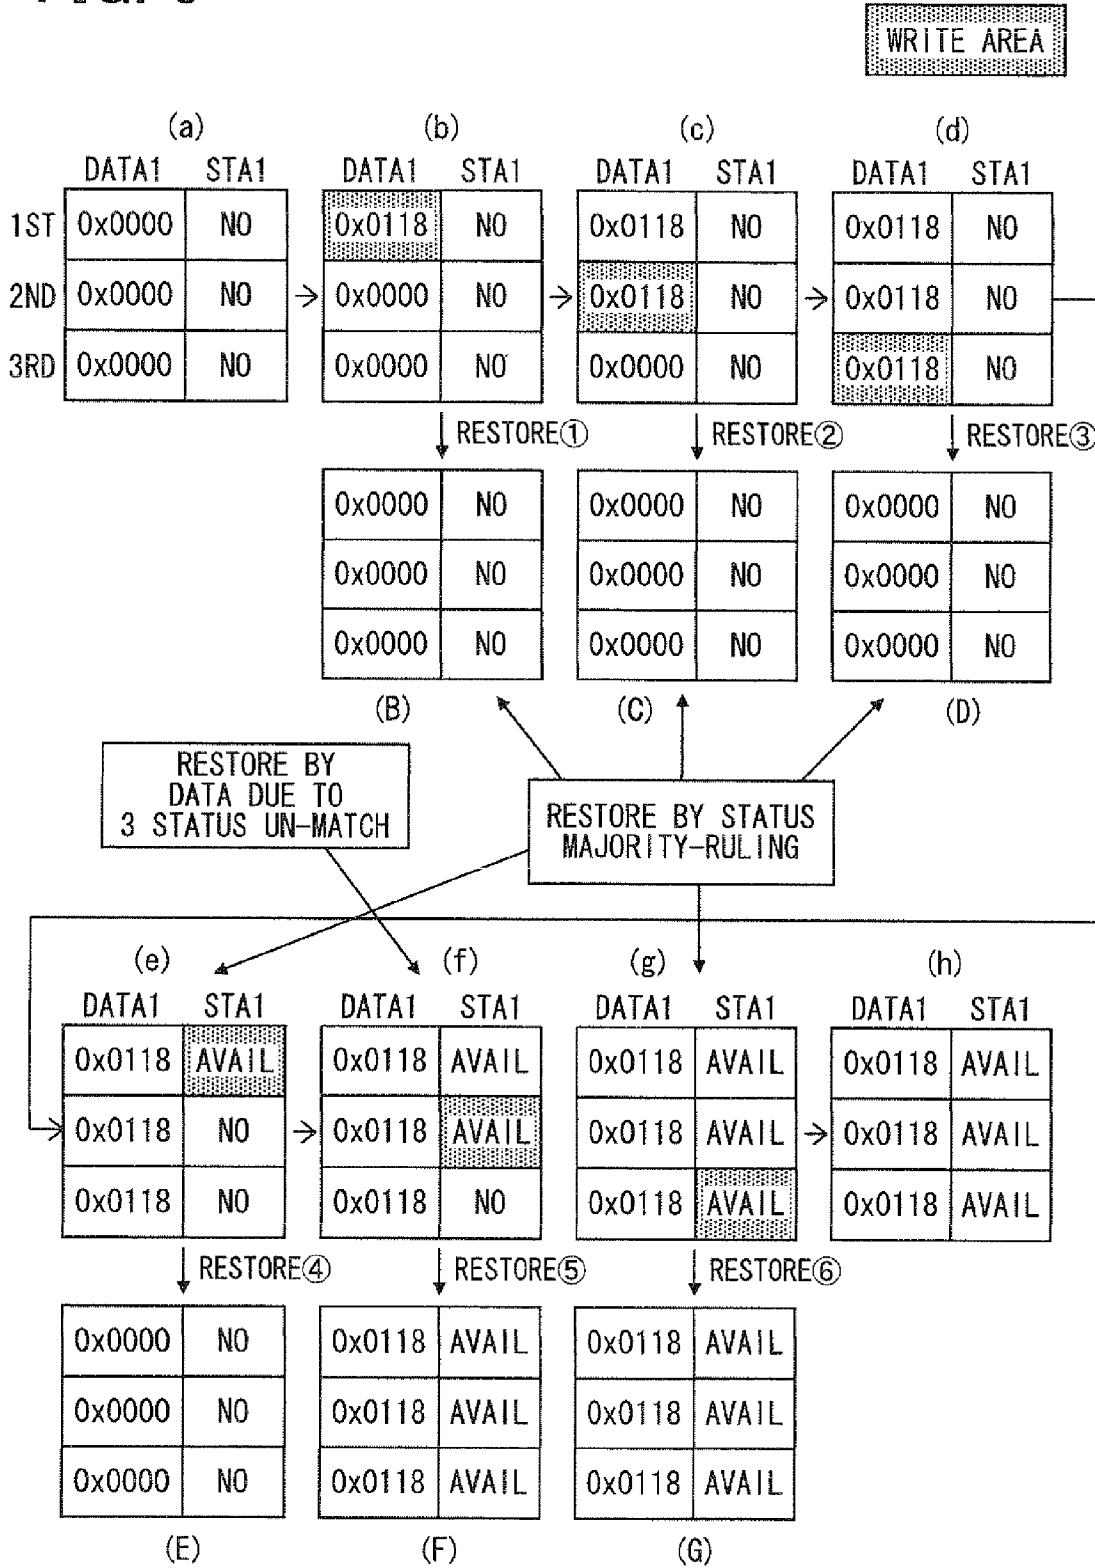 WRITE AREA
(a) (b) (c) (d)
DATA1 STA1 DATA1 STA1 DATA1 STA1 DATA1 STA1
1ST 0x0000 NO 0x0118 NO 0x0118 NO 0x0118 NO
2ND 0x0000 NO 0x0000 NO 0x0118 NO 0x0118 NO
3RD 0x0000 NO 0x0000 NO 0x0000 NO 0x0118 NO
RESTORE① RESTORE② RESTORE③
0x0000 NO 0x0000 NO 0x0000 NO
0x0000 NO 0x0000 NO 0x0000 NO
0x0000 NO 0x0000 NO 0x0000 NO
(B) (C) (D)
RESTORE BY
DATA DUE TO
3 STATUS UN-MATCH
RESTORE BY STATUS
MAJORITY-RULING
(e) (f) (g) (h)
DATA1 STA1 DATA1 STA1 DATA1 STA1 DATA1 STA1
0x0118 AVAIL 0x0118 AVAIL 0x0118 AVAIL 0x0118 AVAIL
0x0118 NO 0x0118 AVAIL 0x0118 AVAIL 0x0118 AVAIL
0x0118 NO 0x0118 NO 0x0118 AVAIL 0x0118 AVAIL
RESTORE④ RESTORE⑤ RESTORE⑥
0x0000 NO 0x0118 AVAIL 0x0118 AVAIL
0x0000 NO 0x0118 AVAIL 0x0118 AVAIL
0x0000 NO 0x0118 AVAIL 0x0118 AVAIL
(E) (F) (G)